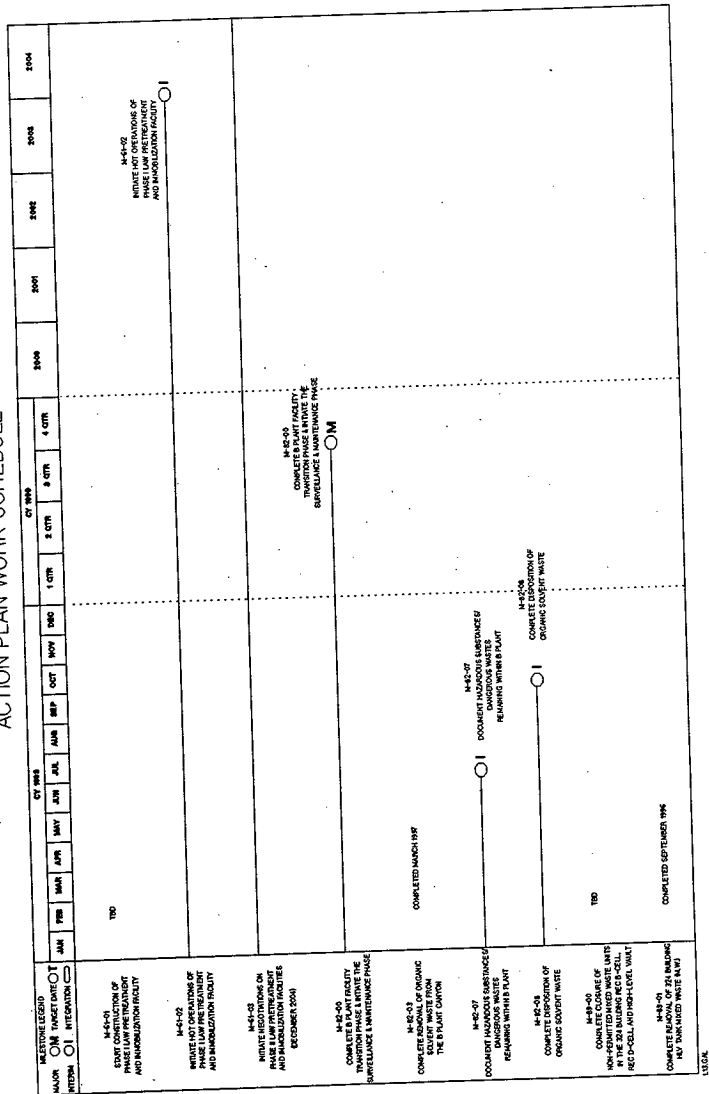 ACTION PLAN WORK SCHEDULE
MILESTONE LEGEND
MAJOR OM TARGET DATE OT
INTERIM OI INTEGRATION
CY 1998
JAN FEB MAR APR MAY JUN JUL AUG SEP OCT NOV DEC
CY 1999
1 QTR 2 QTR 3 QTR 4 QTR
2000 2001 2002 2003 2004
M-61-01
START CONSTRUCTION OF
PHASE I LAW PRETREATMENT
AND IMMOBILIZATION FACILITY
TBD
M-61-02
INITIATE HOT OPERATIONS OF
PHASE I LAW PRETREATMENT
AND IMMOBILIZATION FACILITY
M-61-02
INITIATE HOT OPERATIONS OF
PHASE I LAW PRETREATMENT
AND IMMOBILIZATION FACILITY
I
M-61-03
INITIATE NEGOTIATIONS ON
PHASE II LAW PRETREATMENT
AND IMMOBILIZATION FACILITIES
(DECEMBER 2004)
M-82-00
COMPLETE B PLANT FACILITY
TRANSITION PHASE & INITIATE THE
SURVEILLANCE & MAINTENANCE PHASE
M-82-00
COMPLETE B PLANT FACILITY
TRANSITION PHASE & INITIATE THE
SURVEILLANCE & MAINTENANCE PHASE
M
M-82-03
COMPLETE REMOVAL OF ORGANIC
SOLVENT WASTE FROM
THE B PLANT CANYON
COMPLETED MARCH 1997
M-82-07
DOCUMENT HAZARDOUS SUBSTANCES/
DANGEROUS WASTES
REMAINING WITHIN B PLANT
M-82-07
DOCUMENT HAZARDOUS SUBSTANCES/
DANGEROUS WASTES
REMAINING WITHIN B PLANT
I
M-82-08
COMPLETE DISPOSITION OF
ORGANIC SOLVENT WASTE
M-82-08
COMPLETE DISPOSITION OF
ORGANIC SOLVENT WASTE
I
M-89-00
COMPLETE CLOSURE OF
NON-PERMITTED MIXED WASTE UNITS
IN THE 324 BUILDING REC B-CELL,
REC D-CELL, AND HIGH-LEVEL VAULT
TBD
M-89-01
COMPLETE REMOVAL OF 324 BUILDING
HLV TANK MIXED WASTE
COMPLETED SEPTEMBER 1996